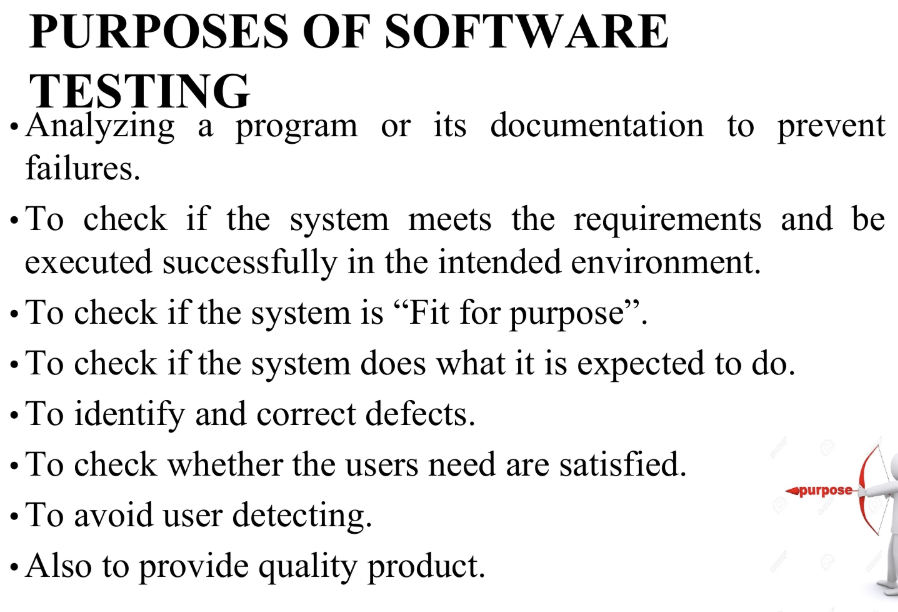 PURPOSES OF SOFTWARE
TESTING
• Analyzing a program or its documentation to prevent
failures.
• To check if the system meets the requirements and be
executed successfully in the intended environment.
• To check if the system is “Fit for purpose”.
• To check if the system does what it is expected to do.
• To identify and correct defects.
• To check whether the users need are satisfied.
• To avoid user detecting.
• Also to provide quality product.
purpose